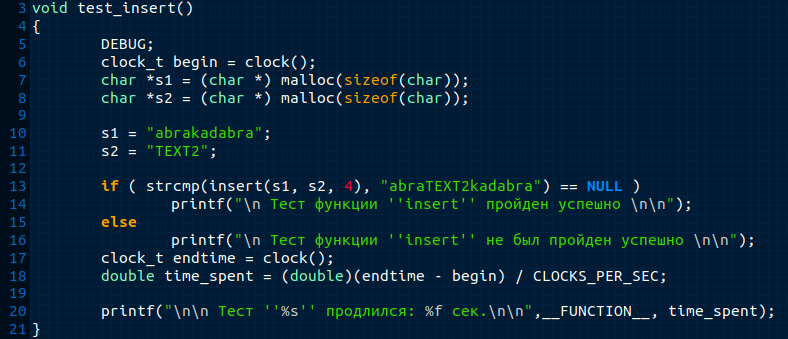 3 void test_insert()
4 {
5 DEBUG;
6 clock_t begin = clock();
7 char *s1 = (char *) malloc(sizeof(char));
8 char *s2 = (char *) malloc(sizeof(char));
9
10 s1 = "abrakadabra";
11 s2 = "TEXT2";
12
13 if ( strcmp(insert(s1, s2, 4), "abraTEXT2kadabra") == NULL )
14 printf("\n Тест функции ''insert'' пройден успешно \n\n");
15 else
16 printf("\n Тест функции ''insert'' не был пройден успешно \n\n");
17 clock_t endtime = clock();
18 double time_spent = (double)(endtime - begin) / CLOCKS_PER_SEC;
19
20 printf("\n\n Тест ''%s'' продлился: %f сек.\n\n",__FUNCTION__, time_spent);
21 }